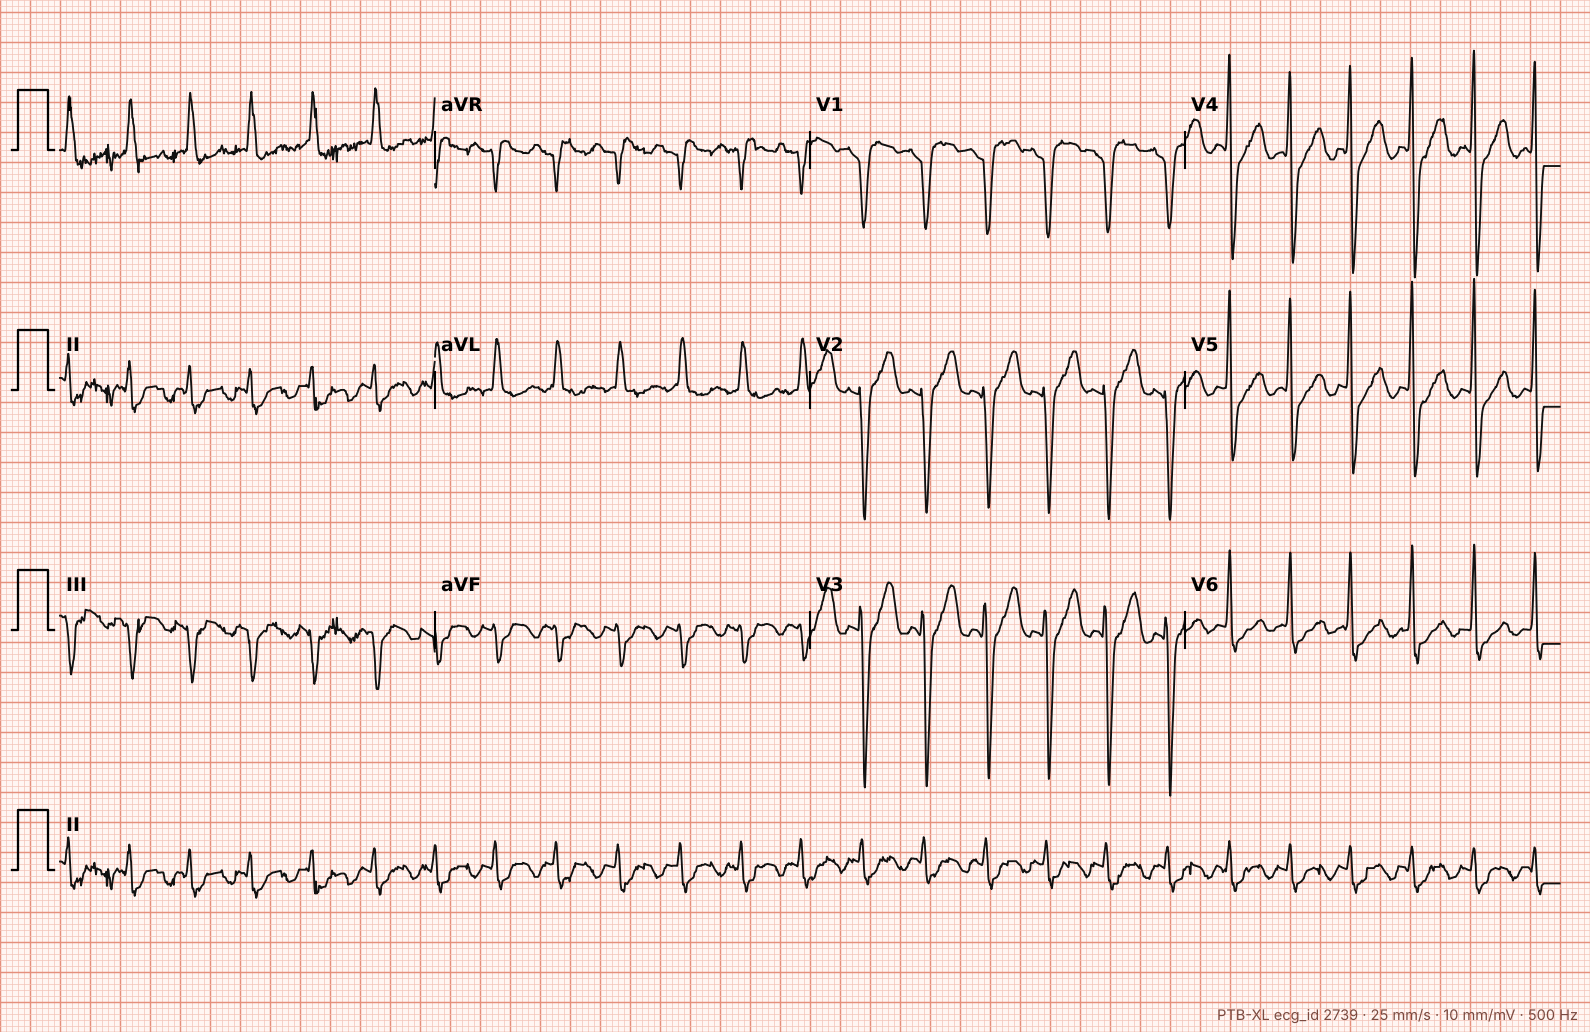 aVR V1 V4
II aVL V2 V5
III aVF V3 V6
II
PTB-XL ecg_id 2739 · 25 mm/s · 10 mm/mV · 500 Hz